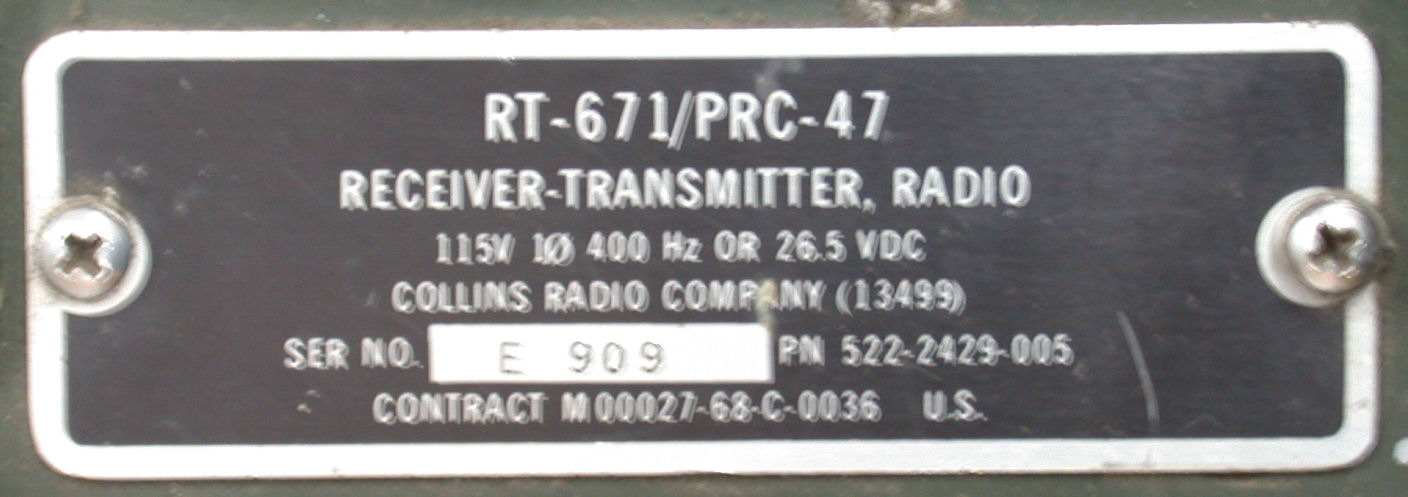 RT-671/PRC-47
RECEIVER-TRANSMITTER, RADIO
115V 1Ø 400 Hz OR 26.5 VDC
COLLINS RADIO COMPANY (13499)
SER NO. E 909 PN 522-2429-005
CONTRACT M00027-68-C-0036 U.S.